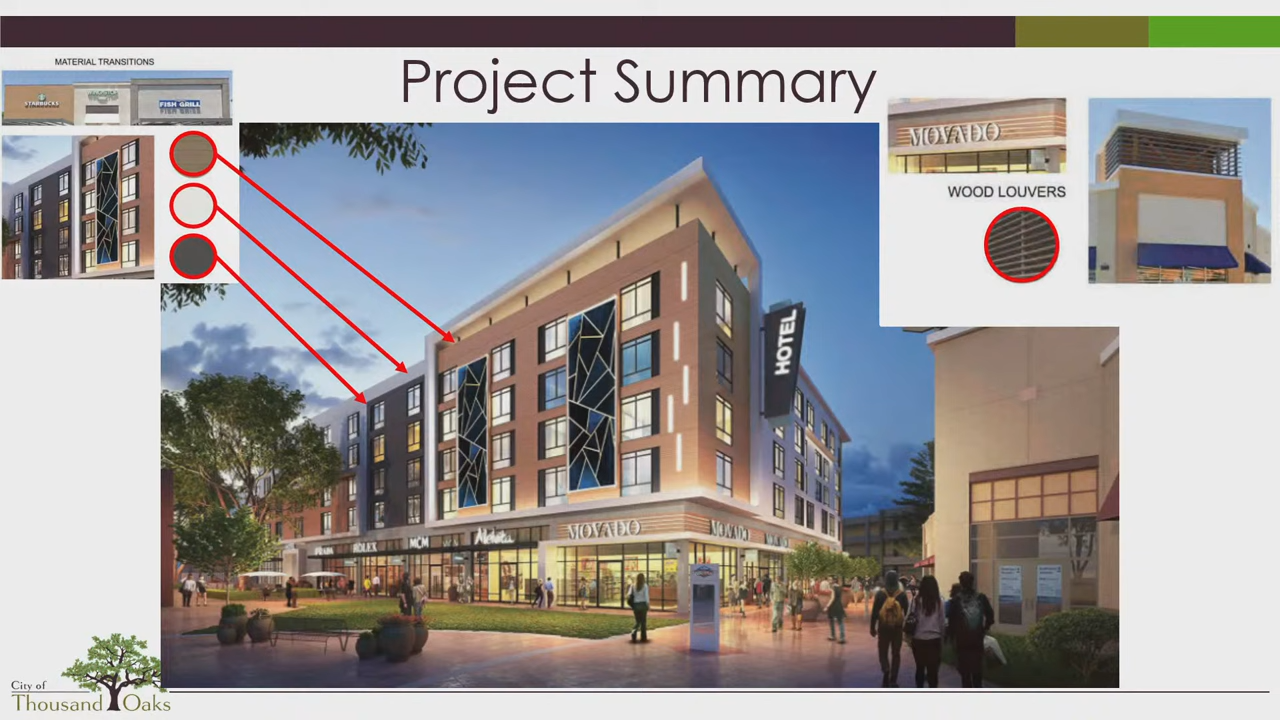 Project Summary
MATERIAL TRANSITIONS
STARBUCKS
FISH GRILL
MOVADO
WOOD LOUVERS
HOTEL
ROLEX
MCM
MOVADO
MOVADO
City of
Thousand Oaks